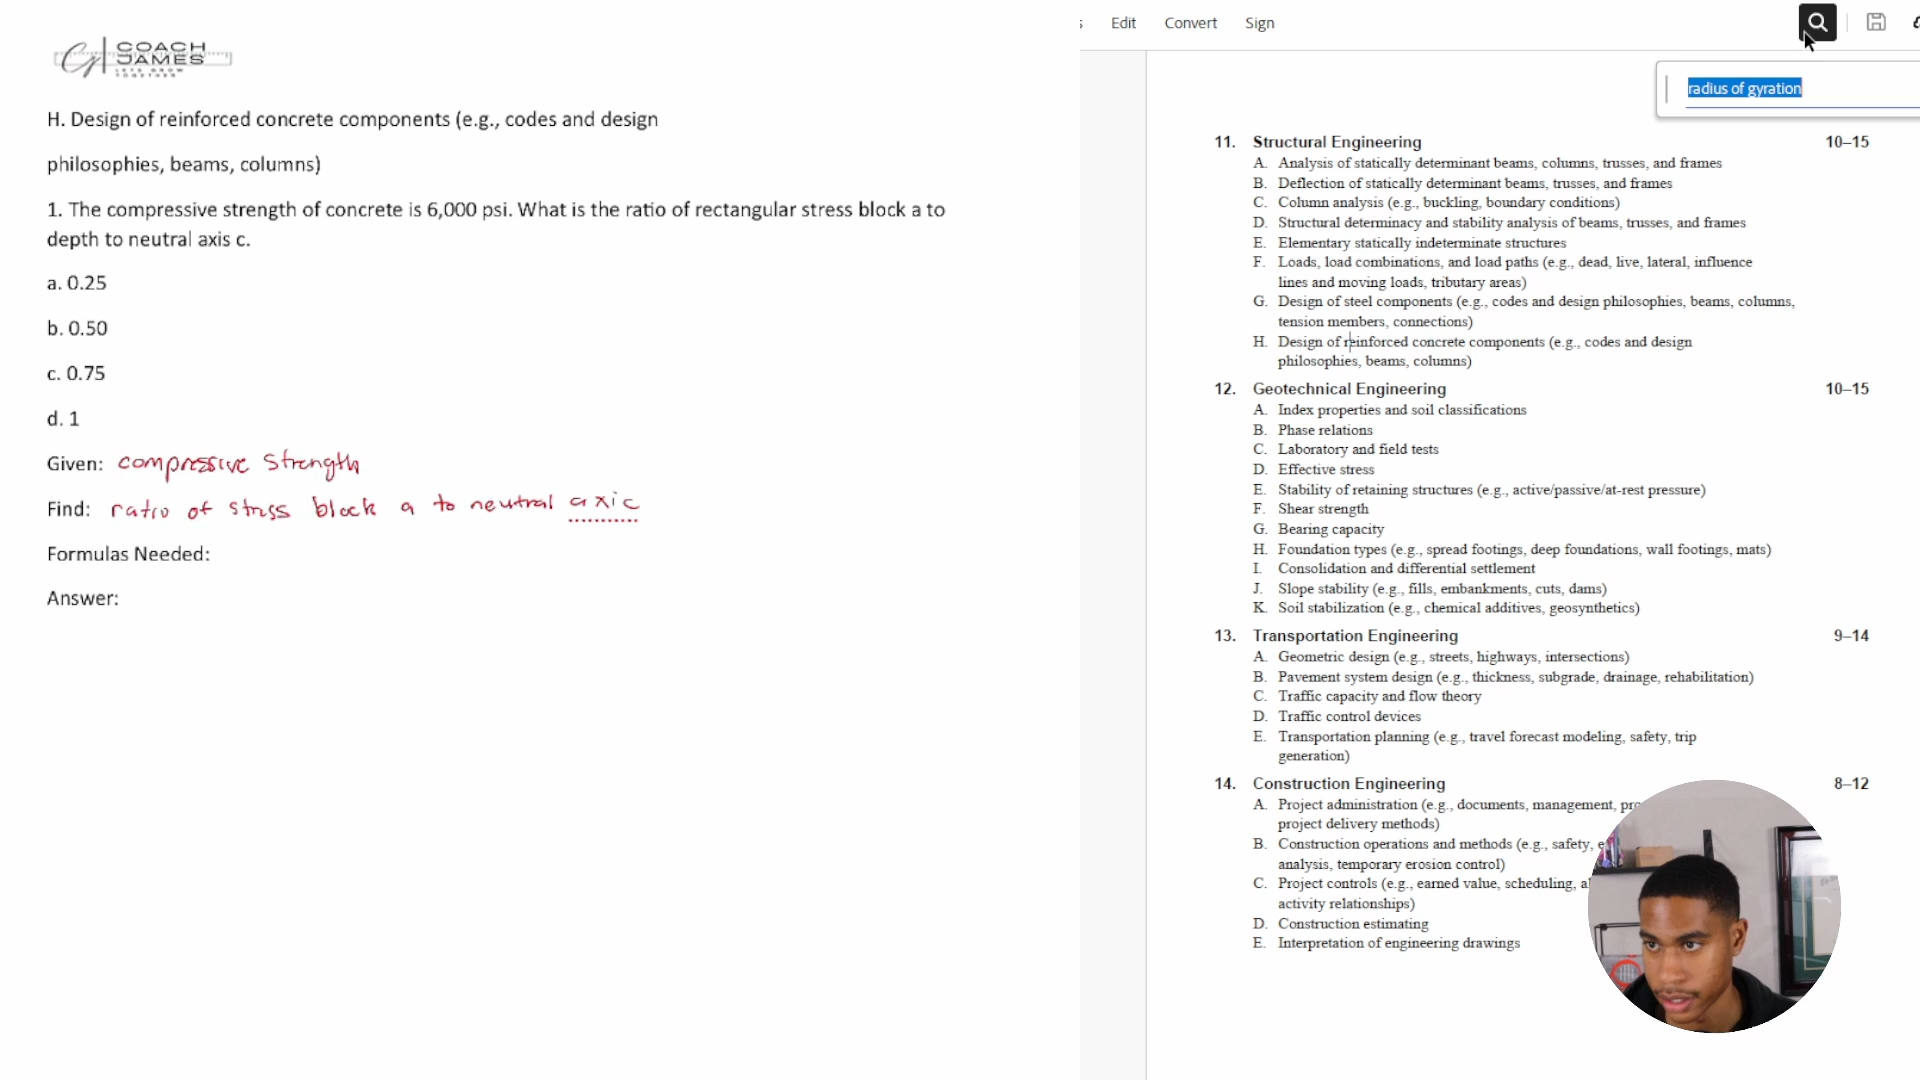 COACH
JAMES
LETS GROW
TOGETHER
H. Design of reinforced concrete components (e.g., codes and design
philosophies, beams, columns)
1. The compressive strength of concrete is 6,000 psi. What is the ratio of rectangular stress block a to
depth to neutral axis c.
a. 0.25
b. 0.50
c. 0.75
d. 1
Given: compressive strength
Find: ratio of stress block a to neutral axic
Formulas Needed:
Answer:
Edit Convert Sign
radius of gyration
11. Structural Engineering 10–15
A. Analysis of statically determinant beams, columns, trusses, and frames
B. Deflection of statically determinant beams, trusses, and frames
C. Column analysis (e.g., buckling, boundary conditions)
D. Structural determinacy and stability analysis of beams, trusses, and frames
E. Elementary statically indeterminate structures
F. Loads, load combinations, and load paths (e.g., dead, live, lateral, influence
lines and moving loads, tributary areas)
G. Design of steel components (e.g., codes and design philosophies, beams, columns,
tension members, connections)
H. Design of reinforced concrete components (e.g., codes and design
philosophies, beams, columns)
12. Geotechnical Engineering 10–15
A. Index properties and soil classifications
B. Phase relations
C. Laboratory and field tests
D. Effective stress
E. Stability of retaining structures (e.g., active/passive/at-rest pressure)
F. Shear strength
G. Bearing capacity
H. Foundation types (e.g., spread footings, deep foundations, wall footings, mats)
I. Consolidation and differential settlement
J. Slope stability (e.g., fills, embankments, cuts, dams)
K. Soil stabilization (e.g., chemical additives, geosynthetics)
13. Transportation Engineering 9–14
A. Geometric design (e.g., streets, highways, intersections)
B. Pavement system design (e.g., thickness, subgrade, drainage, rehabilitation)
C. Traffic capacity and flow theory
D. Traffic control devices
E. Transportation planning (e.g., travel forecast modeling, safety, trip
generation)
14. Construction Engineering 8–12
A. Project administration (e.g., documents, management,
project delivery methods)
B. Construction operations and methods (e.g., safety,
analysis, temporary erosion control)
C. Project controls (e.g., earned value, scheduling,
activity relationships)
D. Construction estimating
E. Interpretation of engineering drawings